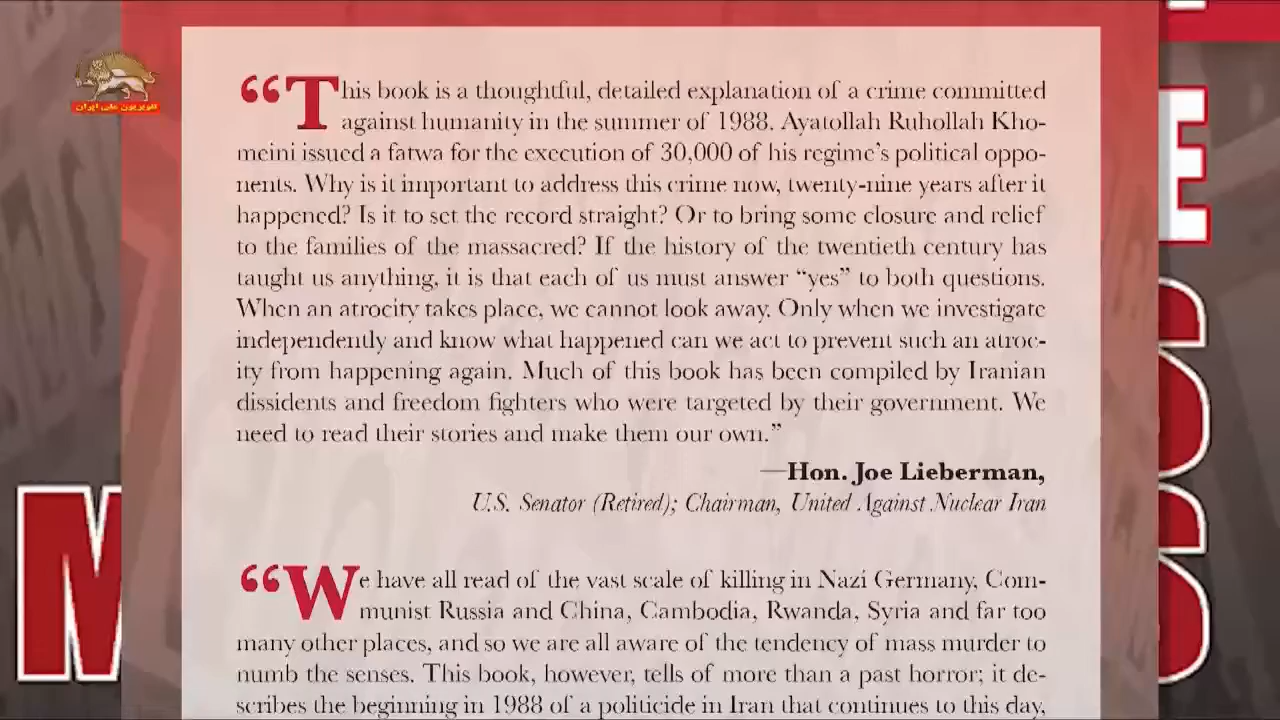 تلویزیون ملی ایران
“This book is a thoughtful, detailed explanation of a crime committed
against humanity in the summer of 1988. Ayatollah Ruhollah Kho-
meini issued a fatwa for the execution of 30,000 of his regime’s political oppo-
nents. Why is it important to address this crime now, twenty-nine years after it
happened? Is it to set the record straight? Or to bring some closure and relief
to the families of the massacred? If the history of the twentieth century has
taught us anything, it is that each of us must answer “yes” to both questions.
When an atrocity takes place, we cannot look away. Only when we investigate
independently and know what happened can we act to prevent such an atroc-
ity from happening again. Much of this book has been compiled by Iranian
dissidents and freedom fighters who were targeted by their government. We
need to read their stories and make them our own.”
—Hon. Joe Lieberman,
U.S. Senator (Retired); Chairman, United Against Nuclear Iran
“We have all read of the vast scale of killing in Nazi Germany, Com-
munist Russia and China, Cambodia, Rwanda, Syria and far too
many other places, and so we are all aware of the tendency of mass murder to
numb the senses. This book, however, tells of more than a past horror; it de-
scribes the beginning in 1988 of a politicide in Iran that continues to this day,
M
E
S
S